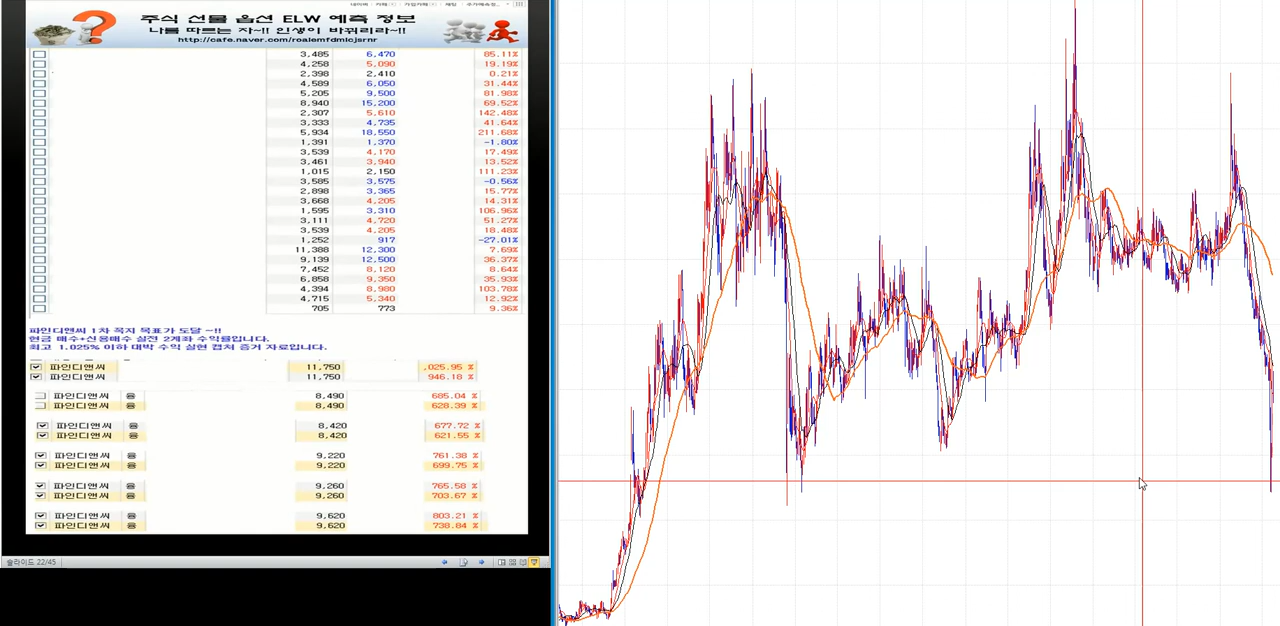 주식 선물 옵션 ELW 예측 정보
나를 따르는 자~!! 인생이 바뀌리라~!!
http://cafe.naver.com/roalemfdmlcjsrnr
3,485 6,470 85.11%
4,258 5,090 19.19%
2,398 2,410 0.21%
4,589 6,050 31.44%
5,205 9,500 81.98%
8,940 15,200 69.52%
2,307 5,610 142.48%
3,333 4,735 41.64%
5,934 18,550 211.68%
1,391 1,370 -1.80%
3,539 4,170 17.49%
3,461 3,940 13.52%
1,015 2,150 111.23%
3,585 3,575 -0.56%
2,898 3,365 15.77%
3,668 4,205 14.31%
1,595 3,310 106.96%
3,111 4,720 51.27%
3,539 4,205 18.48%
1,252 917 -27.01%
11,388 12,300 7.69%
9,139 12,500 36.37%
7,452 8,120 8.64%
6,858 9,350 35.93%
4,394 8,980 103.78%
4,715 5,340 12.92%
705 773 9.36%
파인디앤씨 1차 목지 목표가 도달 ~!!
현금 매수+신용매수 실전 2계좌 수익률입니다.
최고 1.025% 이하 대박 수익 실현 캡처 증거 자료입니다.
파인디앤씨 11,750 ,025.95 %
파인디앤씨 11,750 946.18 %
파인디앤씨 8,490 685.04 %
파인디앤씨 8,490 628.39 %
파인디앤씨 8,420 677.72 %
파인디앤씨 8,420 621.55 %
파인디앤씨 9,220 761.38 %
파인디앤씨 9,220 699.75 %
파인디앤씨 9,260 765.58 %
파인디앤씨 9,260 703.67 %
파인디앤씨 9,620 803.21 %
파인디앤씨 9,620 738.84 %
슬라이드 22/45